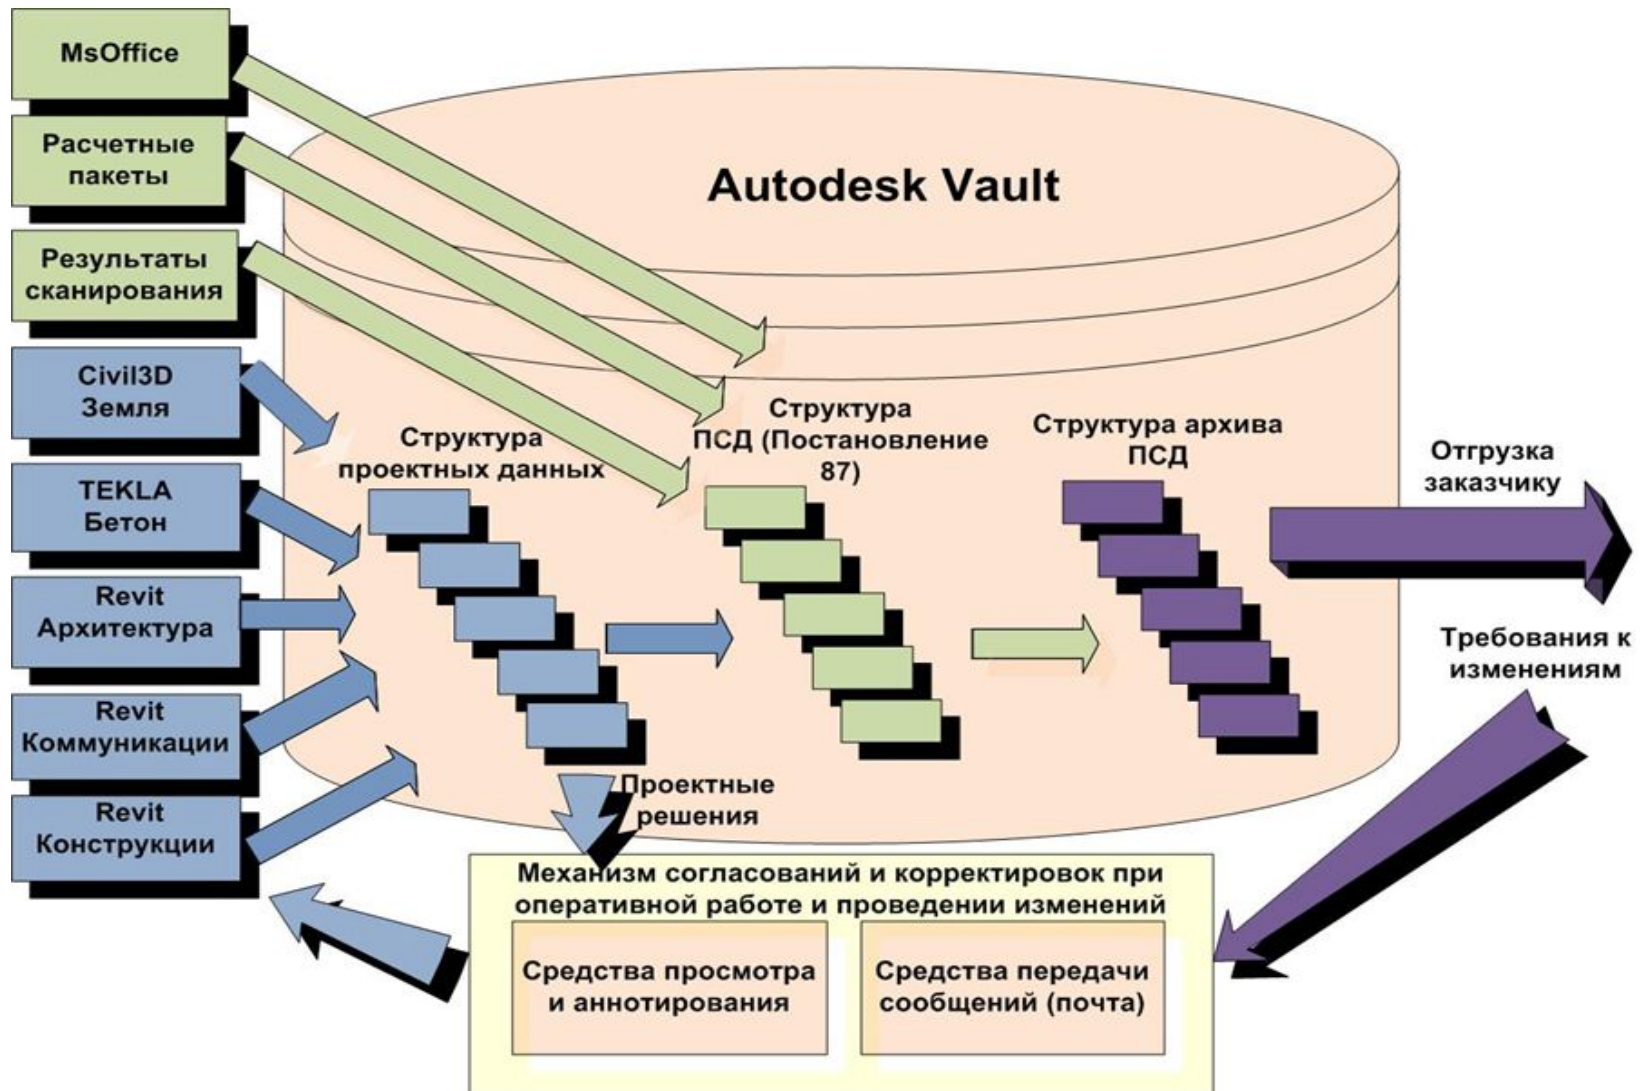 MsOffice
Расчетные
пакеты
Результаты
сканирования
Civil3D
Земля
TEKLA
Бетон
Revit
Архитектура
Revit
Коммуникации
Revit
Конструкции
Autodesk Vault
Структура
проектных данных
Структура
ПСД (Постановление
87)
Структура архива
ПСД
Отгрузка
заказчику
Требования к
изменениям
Проектные
решения
Механизм согласований и корректировок при
оперативной работе и проведении изменений
Средства просмотра
и аннотирования
Средства передачи
сообщений (почта)